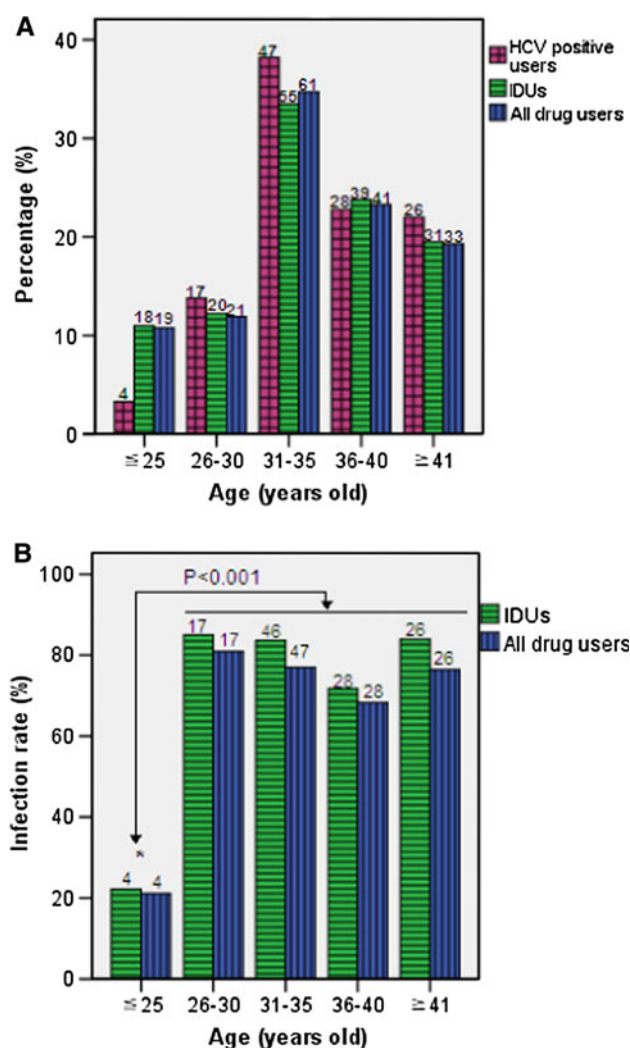 A
HCV positive
users
IDUs
All drug users
Percentage (%)
40
30
20
10
0
4 18 19
17 20 21
47 55 61
28 39 41
26 31 33
≦ 25 26-30 31-35 36-40 ≧ 41
Age (years old)
B
P<0.001
IDUs
All drug users
Infection rate (%)
100
80
60
40
20
0
*
4 4
17 17
46 47
28 28
26 26
≦ 25 26-30 31-35 36-40 ≧ 41
Age (years old)